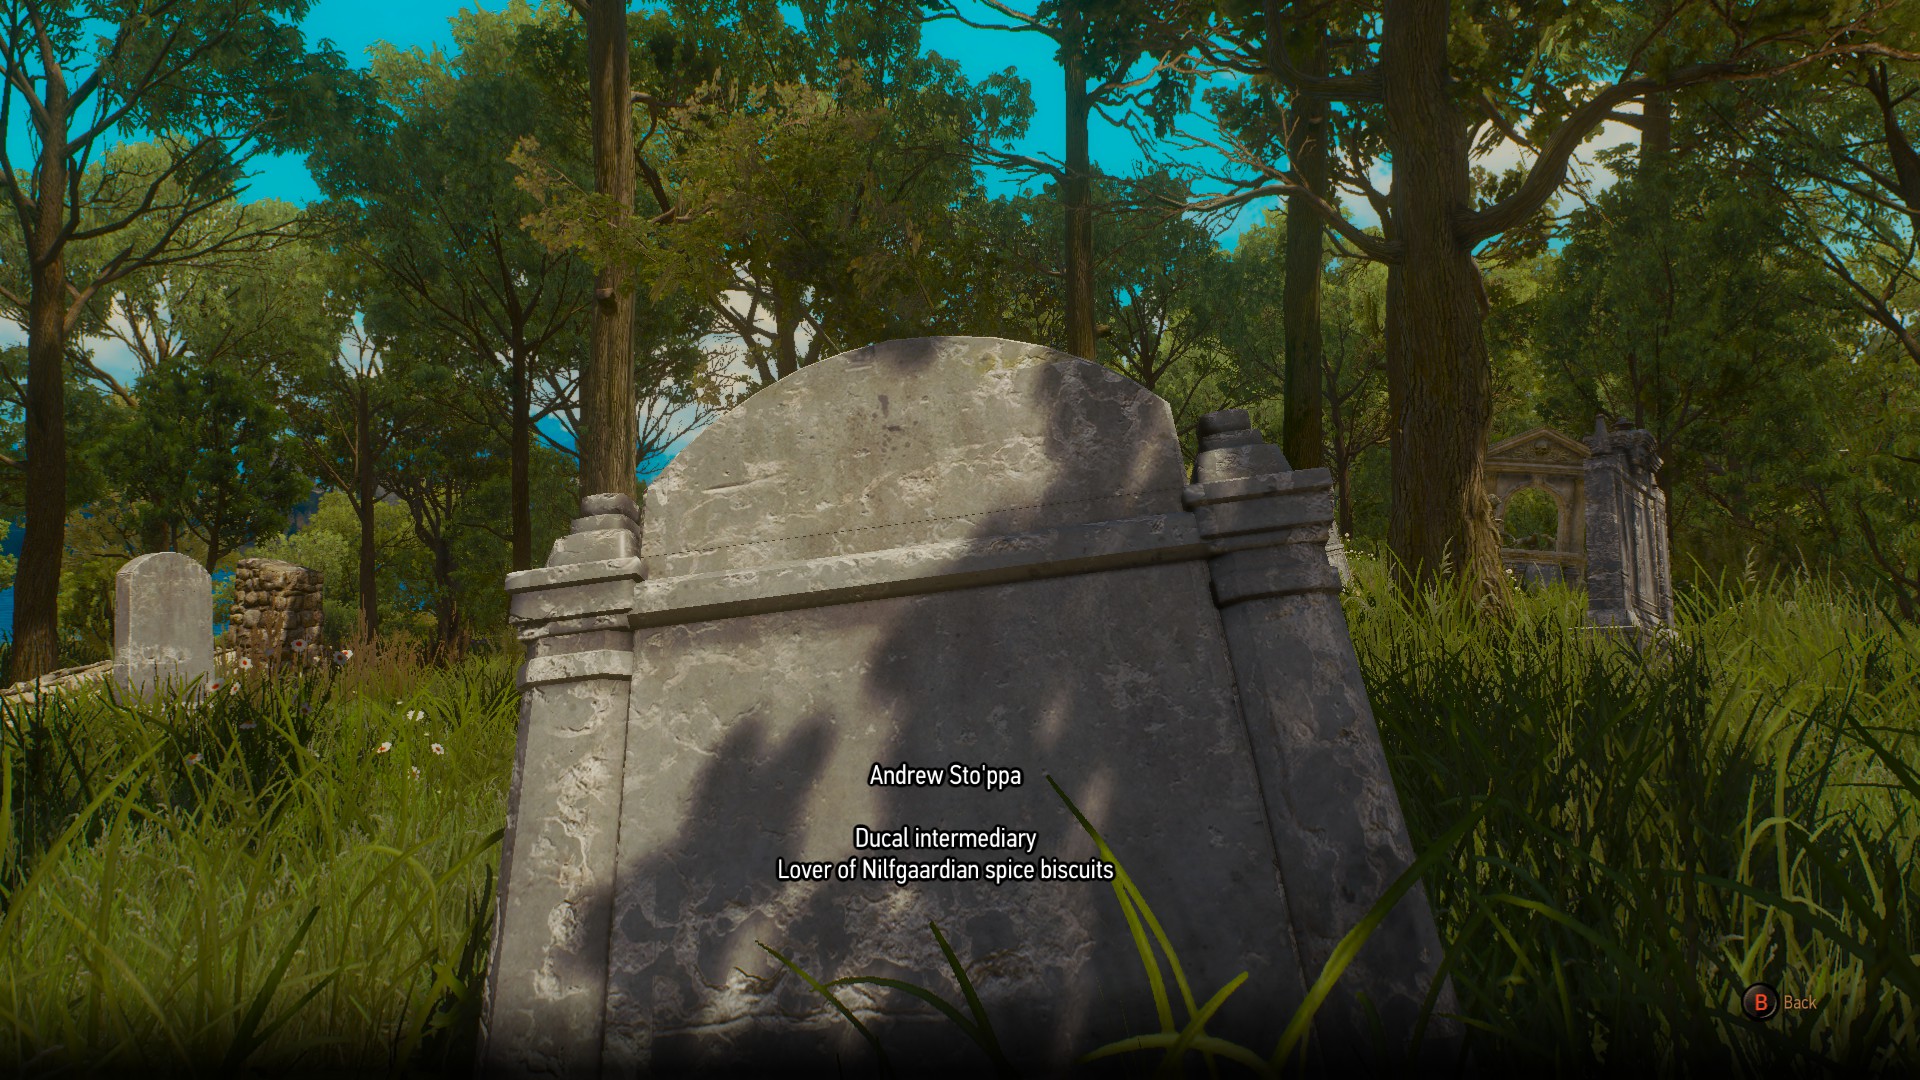 Andrew Sto'ppa
Ducal intermediary
Lover of Nilfgaardian spice biscuits
B Back